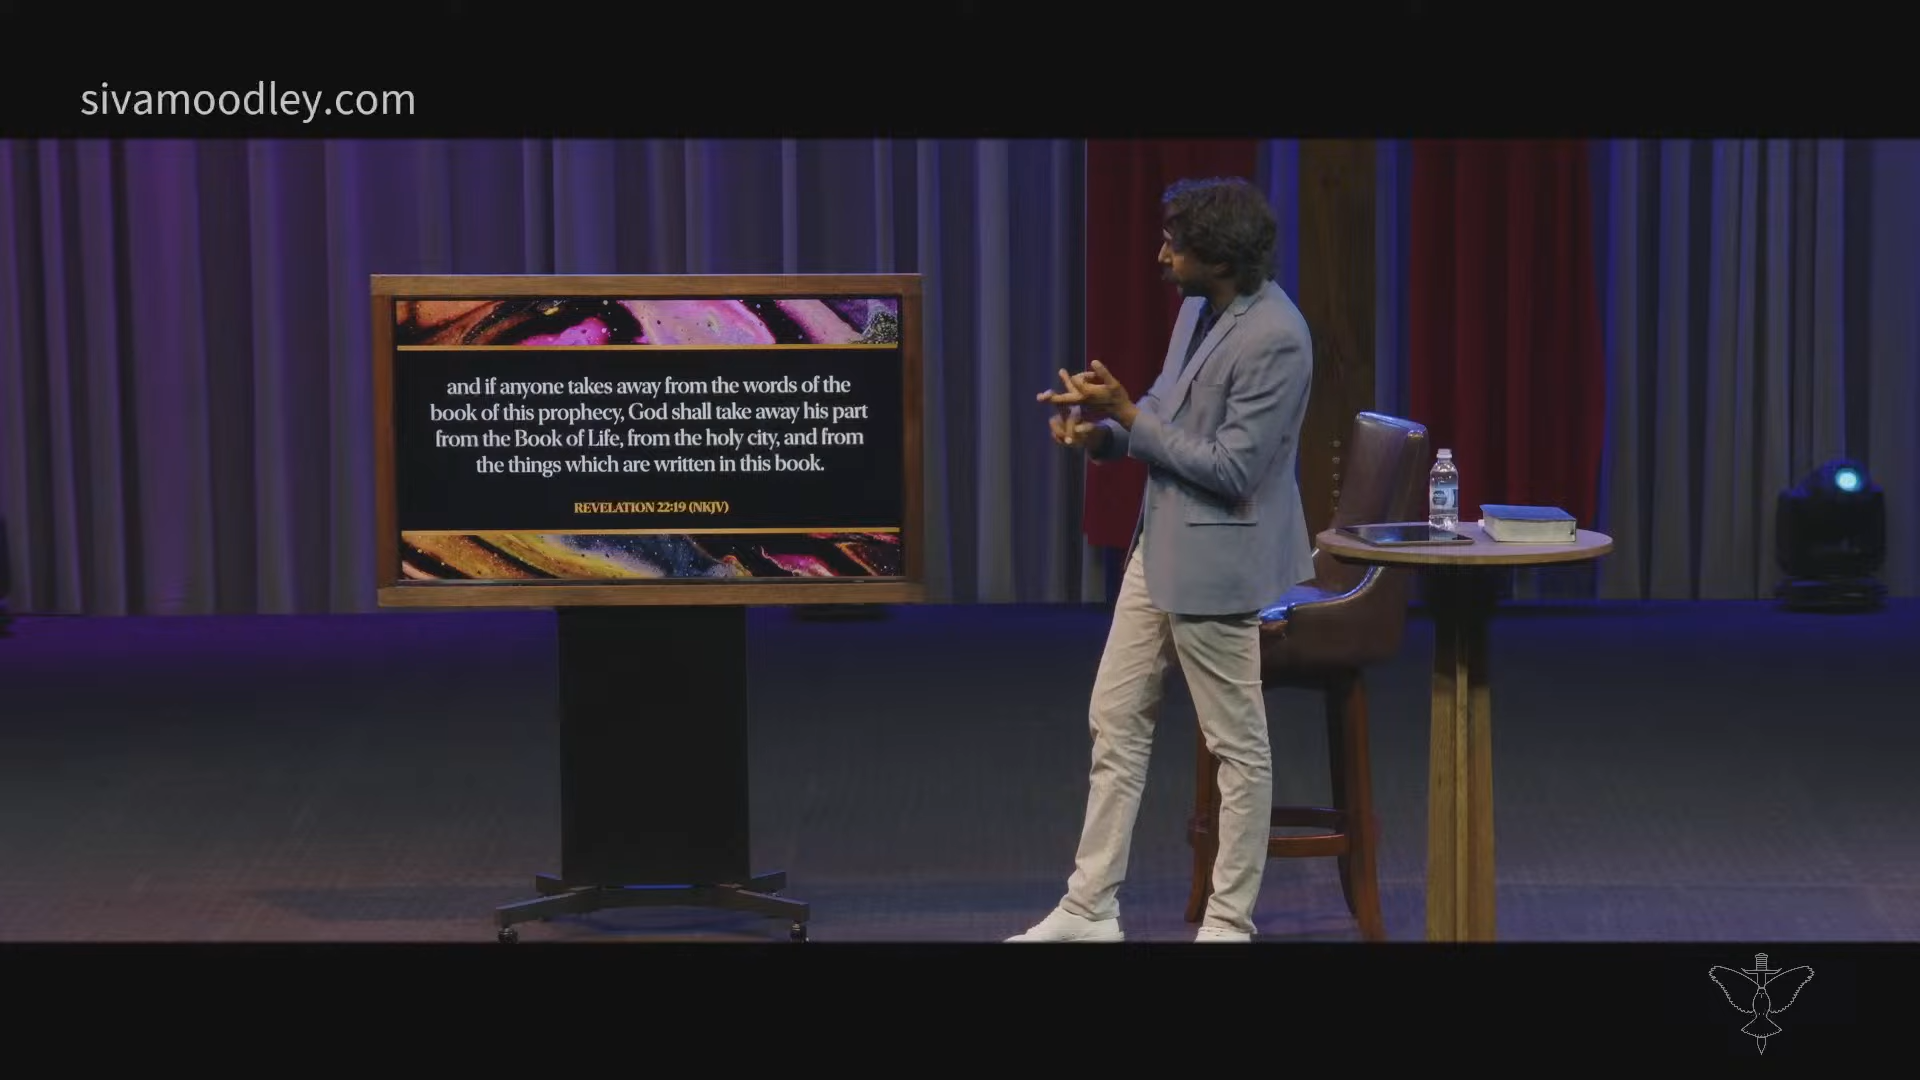 sivamoodley.com
and if anyone takes away from the words of the
book of this prophecy, God shall take away his part
from the Book of Life, from the holy city, and from
the things which are written in this book.
REVELATION 22:19 (NKJV)